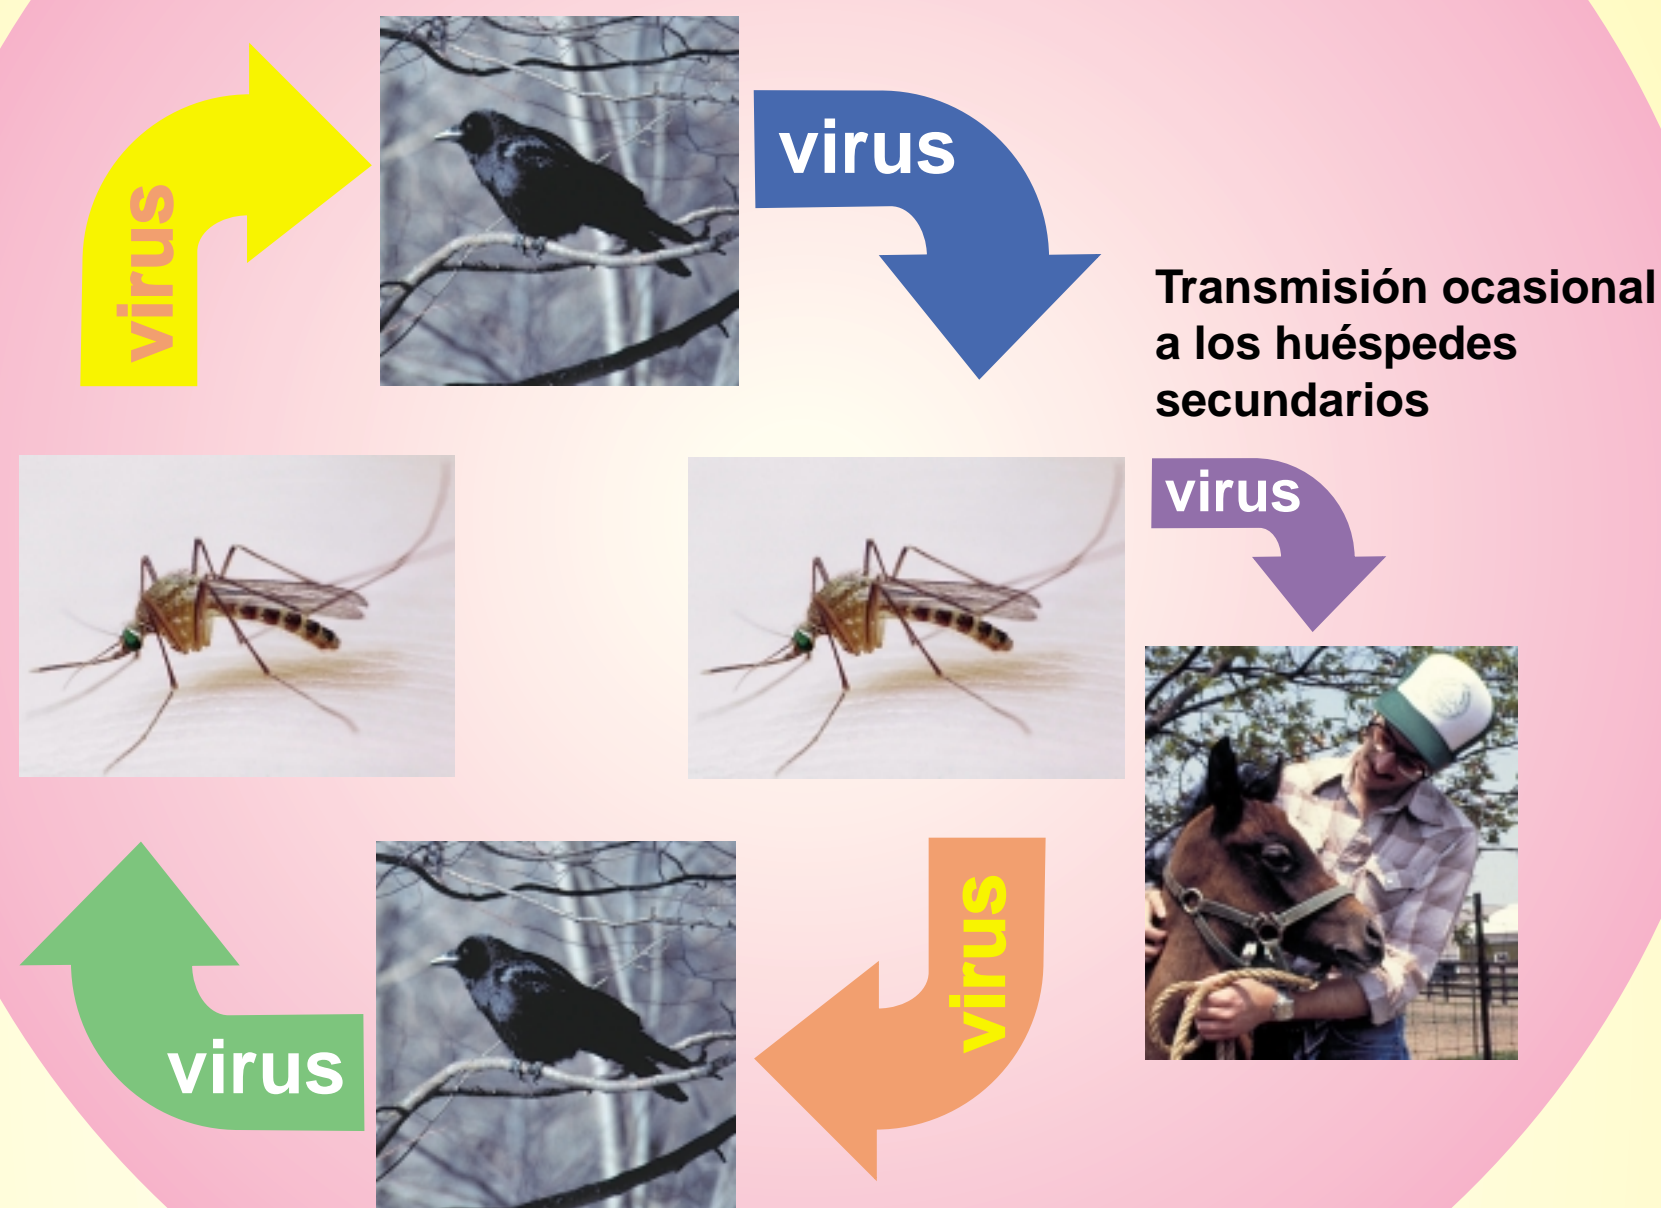 virus
virus
Transmisión ocasional
a los huéspedes
secundarios
virus
virus
virus